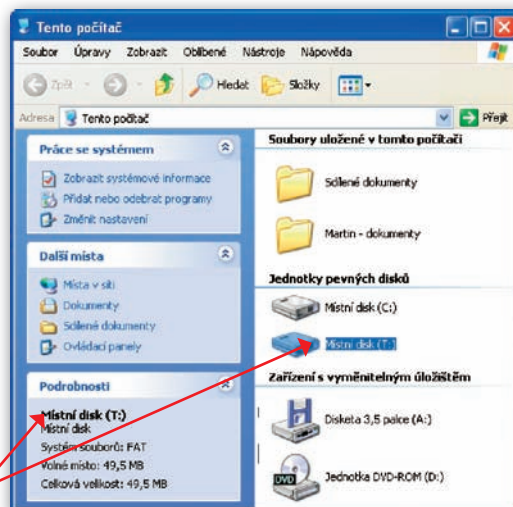 Tento počítač
Soubor Úpravy Zobrazit Oblíbené Nástroje Nápověda
Zpět Hledat Složky
Adresa Tento počítač Přejít
Práce se systémem
Zobrazit systémové informace
Přidat nebo odebrat programy
Změnit nastavení
Další místa
Místa v síti
Dokumenty
Sdílené dokumenty
Ovládací panely
Podrobnosti
Místní disk (T:)
Místní disk
Systém souborů: FAT
Volné místo: 49,5 MB
Celková velikost: 49,5 MB
Soubory uložené v tomto počítači
Sdílené dokumenty
Martin - dokumenty
Jednotky pevných disků
Místní disk (C:)
Místní disk (T:)
Zařízení s vyměnitelným úložištěm
Disketa 3,5 palce (A:)
DVD
Jednotka DVD-ROM (D:)